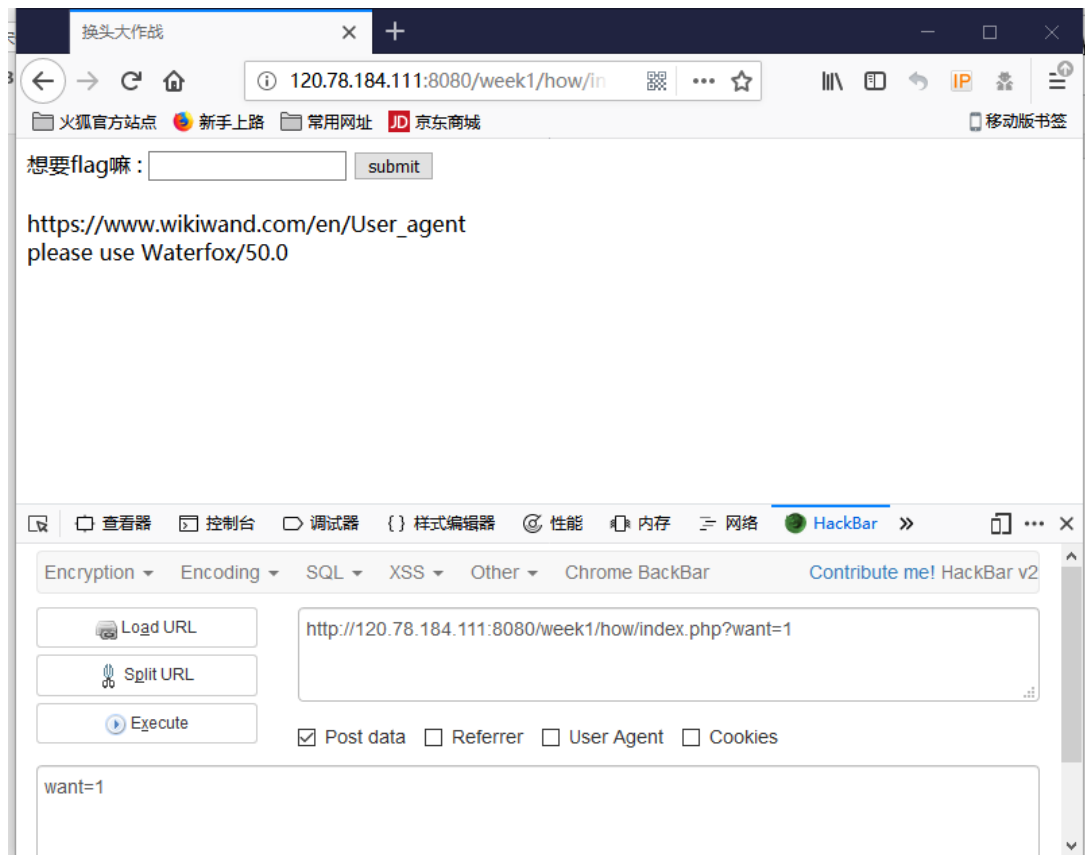 换头大作战
120.78.184.111:8080/week1/how/in
IP
火狐官方站点 新手上路 常用网址 JD 京东商城 移动版书签
想要flag嘛 : submit
https://www.wikiwand.com/en/User_agent
please use Waterfox/50.0
查看器 控制台 调试器 {} 样式编辑器 性能 内存 网络 HackBar
Encryption Encoding SQL XSS Other Chrome BackBar Contribute me! HackBar v2
Load URL http://120.78.184.111:8080/week1/how/index.php?want=1
Split URL
Execute
Post data Referrer User Agent Cookies
want=1